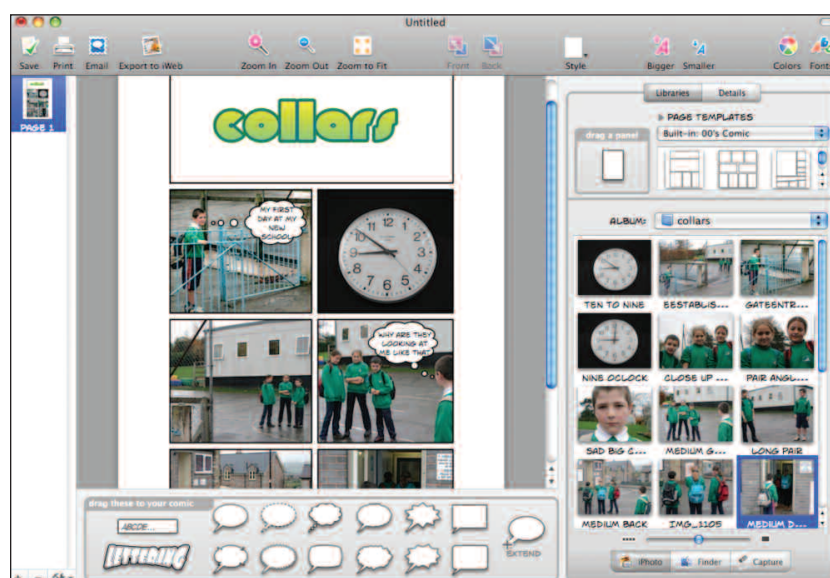 Untitled
Save Print Email Export to iWeb Zoom In Zoom Out Zoom to Fit Front Back Style Bigger Smaller Colors Font
PAGE 1
collars
MY FIRST
DAY AT MY
NEW
SCHOOL
WHY ARE THEY
LOOKING AT
ME LIKE THAT
Libraries Details
PAGE TEMPLATES
drag a panel
Built-in: 00's Comic
ALBUM: collars
TEN TO NINE EESTABLIS... GATEENTR...
NINE OCLOCK CLOSE UP ... PAIR ANGL...
SAD BIG C... MEDIUM G... LONG PAIR
MEDIUM BACK IMG_1105 MEDIUM D...
drag these to your comic
ABCDE...
LETTERING
EXTEND
iPhoto Finder Capture